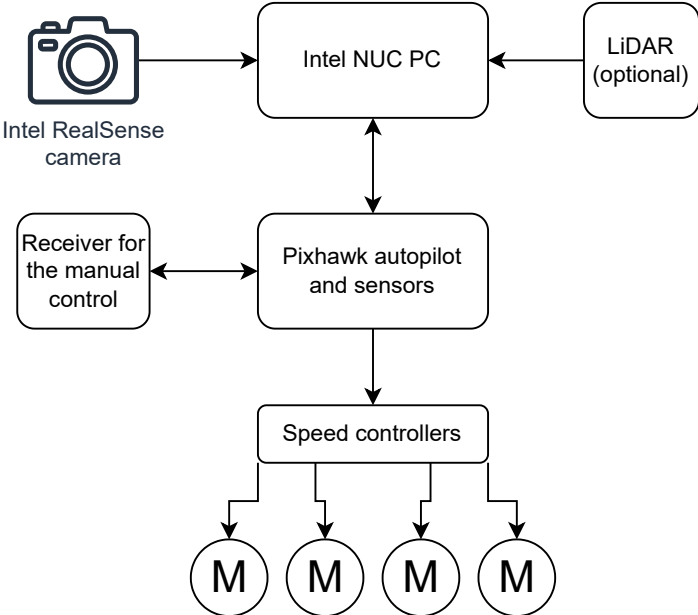 Intel NUC PC
LiDAR
(optional)
Intel RealSense
camera
Receiver for
the manual
control
Pixhawk autopilot
and sensors
Speed controllers
M
M
M
M